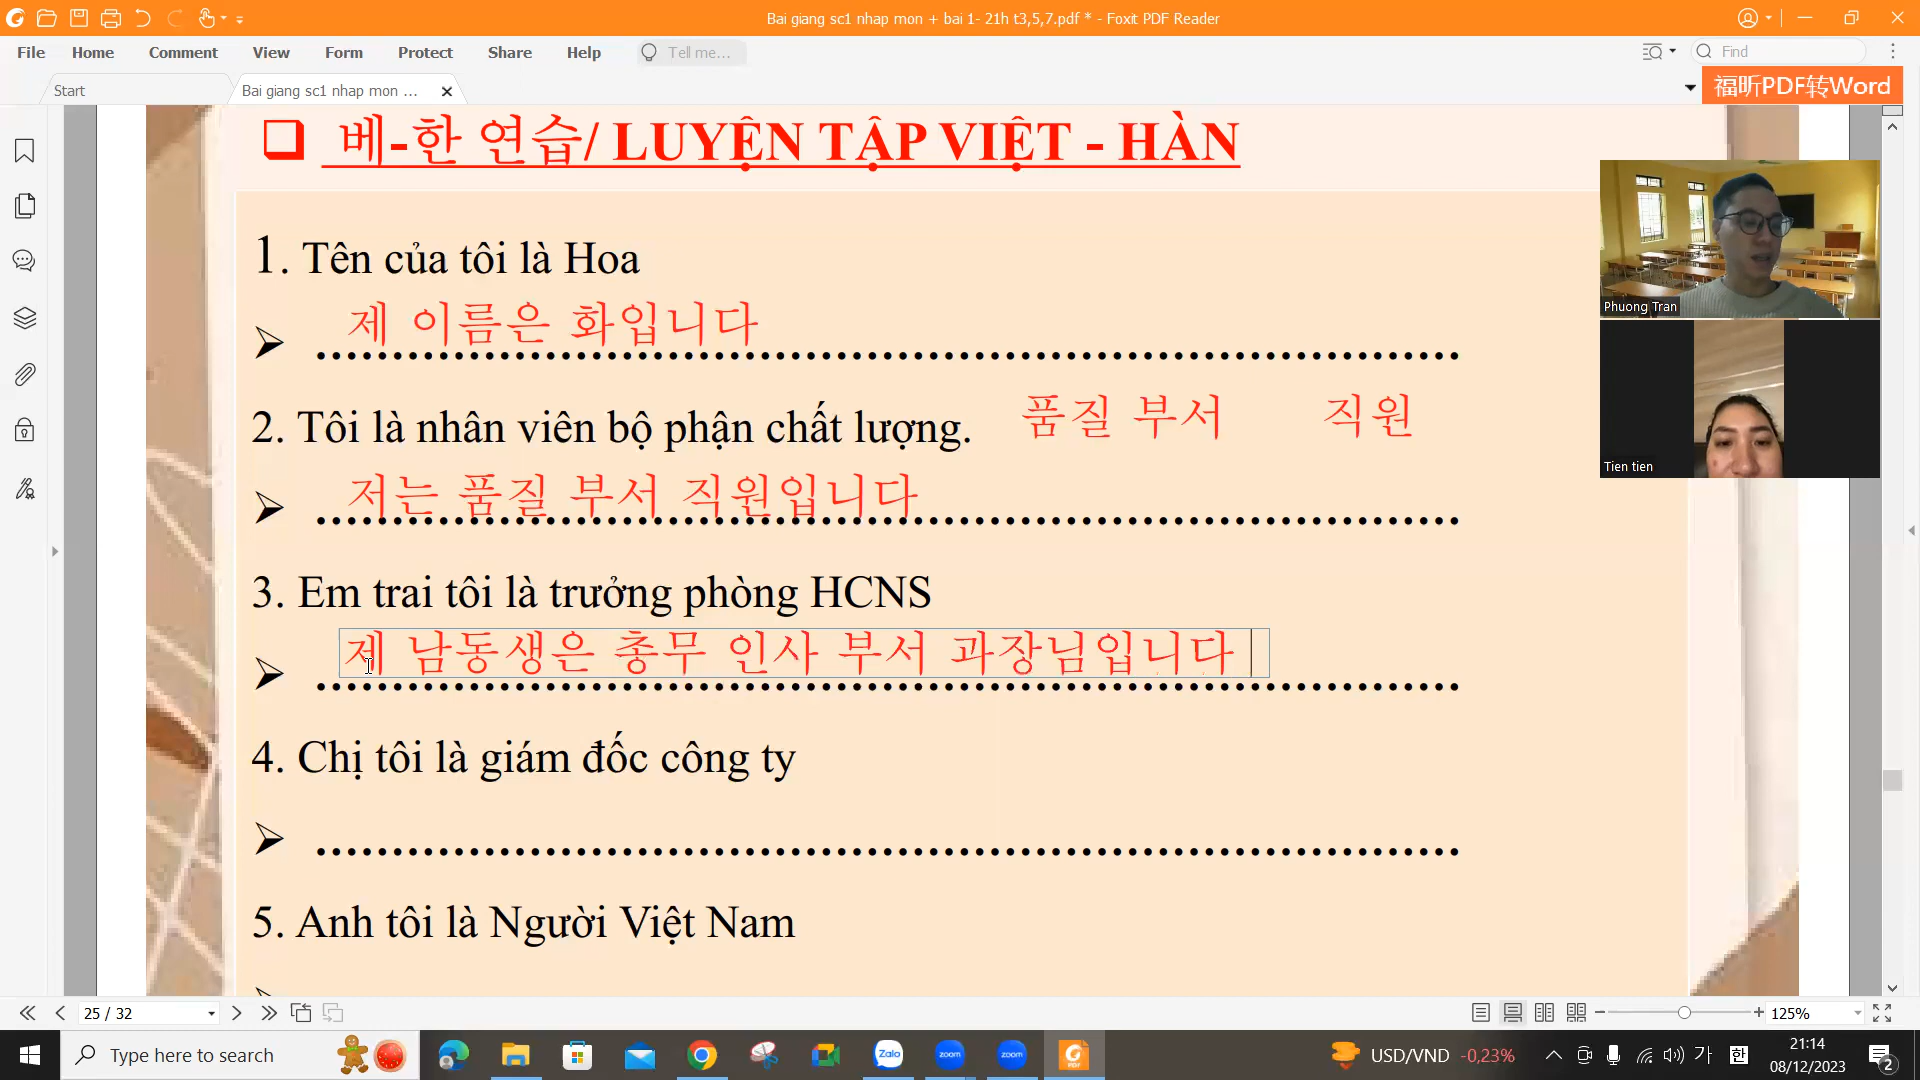 Bai giang sc1 nhap mon + bai 1- 21h t3,5,7.pdf * - Foxit PDF Reader
File Home Comment View Form Protect Share Help Tell me... Find
Start Bai giang sc1 nhap mon ... 福昕PDF转Word
❑ 베-한 연습/ LUYỆN TẬP VIỆT - HÀN
1. Tên của tôi là Hoa
제 이름은 화입니다
2. Tôi là nhân viên bộ phận chất lượng. 품질 부서 직원
저는 품질 부서 직원입니다
3. Em trai tôi là trưởng phòng HCNS
제 남동생은 총무 인사 부서 과장님입니다
4. Chị tôi là giám đốc công ty
5. Anh tôi là Người Việt Nam
Phuong Tran
Tien tien
25 / 32 125%
Type here to search Zalo zoom zoom PDF USD/VND -0,23% 가 한 21:14
08/12/2023 2